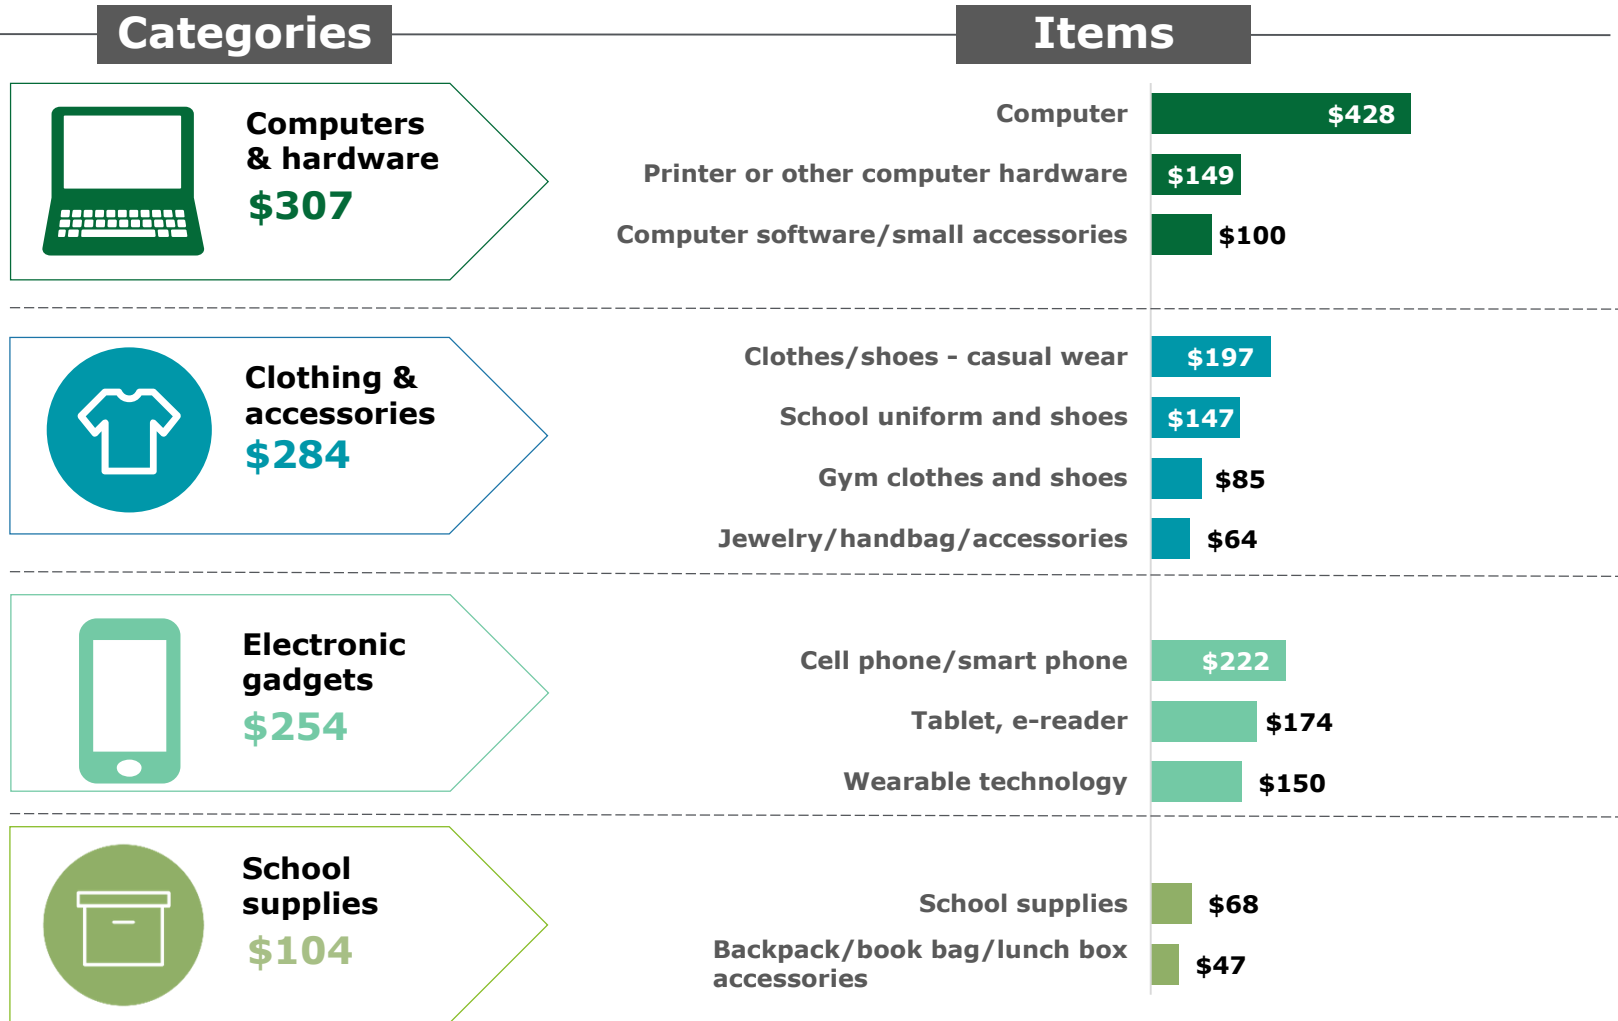 Categories
Items
Computers
& hardware
$307
Computer
$428
Printer or other computer hardware
$149
Computer software/small accessories
$100
Clothing &
accessories
$284
Clothes/shoes - casual wear
$197
School uniform and shoes
$147
Gym clothes and shoes
$85
Jewelry/handbag/accessories
$64
Electronic
gadgets
$254
Cell phone/smart phone
$222
Tablet, e-reader
$174
Wearable technology
$150
School
supplies
$104
School supplies
$68
Backpack/book bag/lunch box
accessories
$47